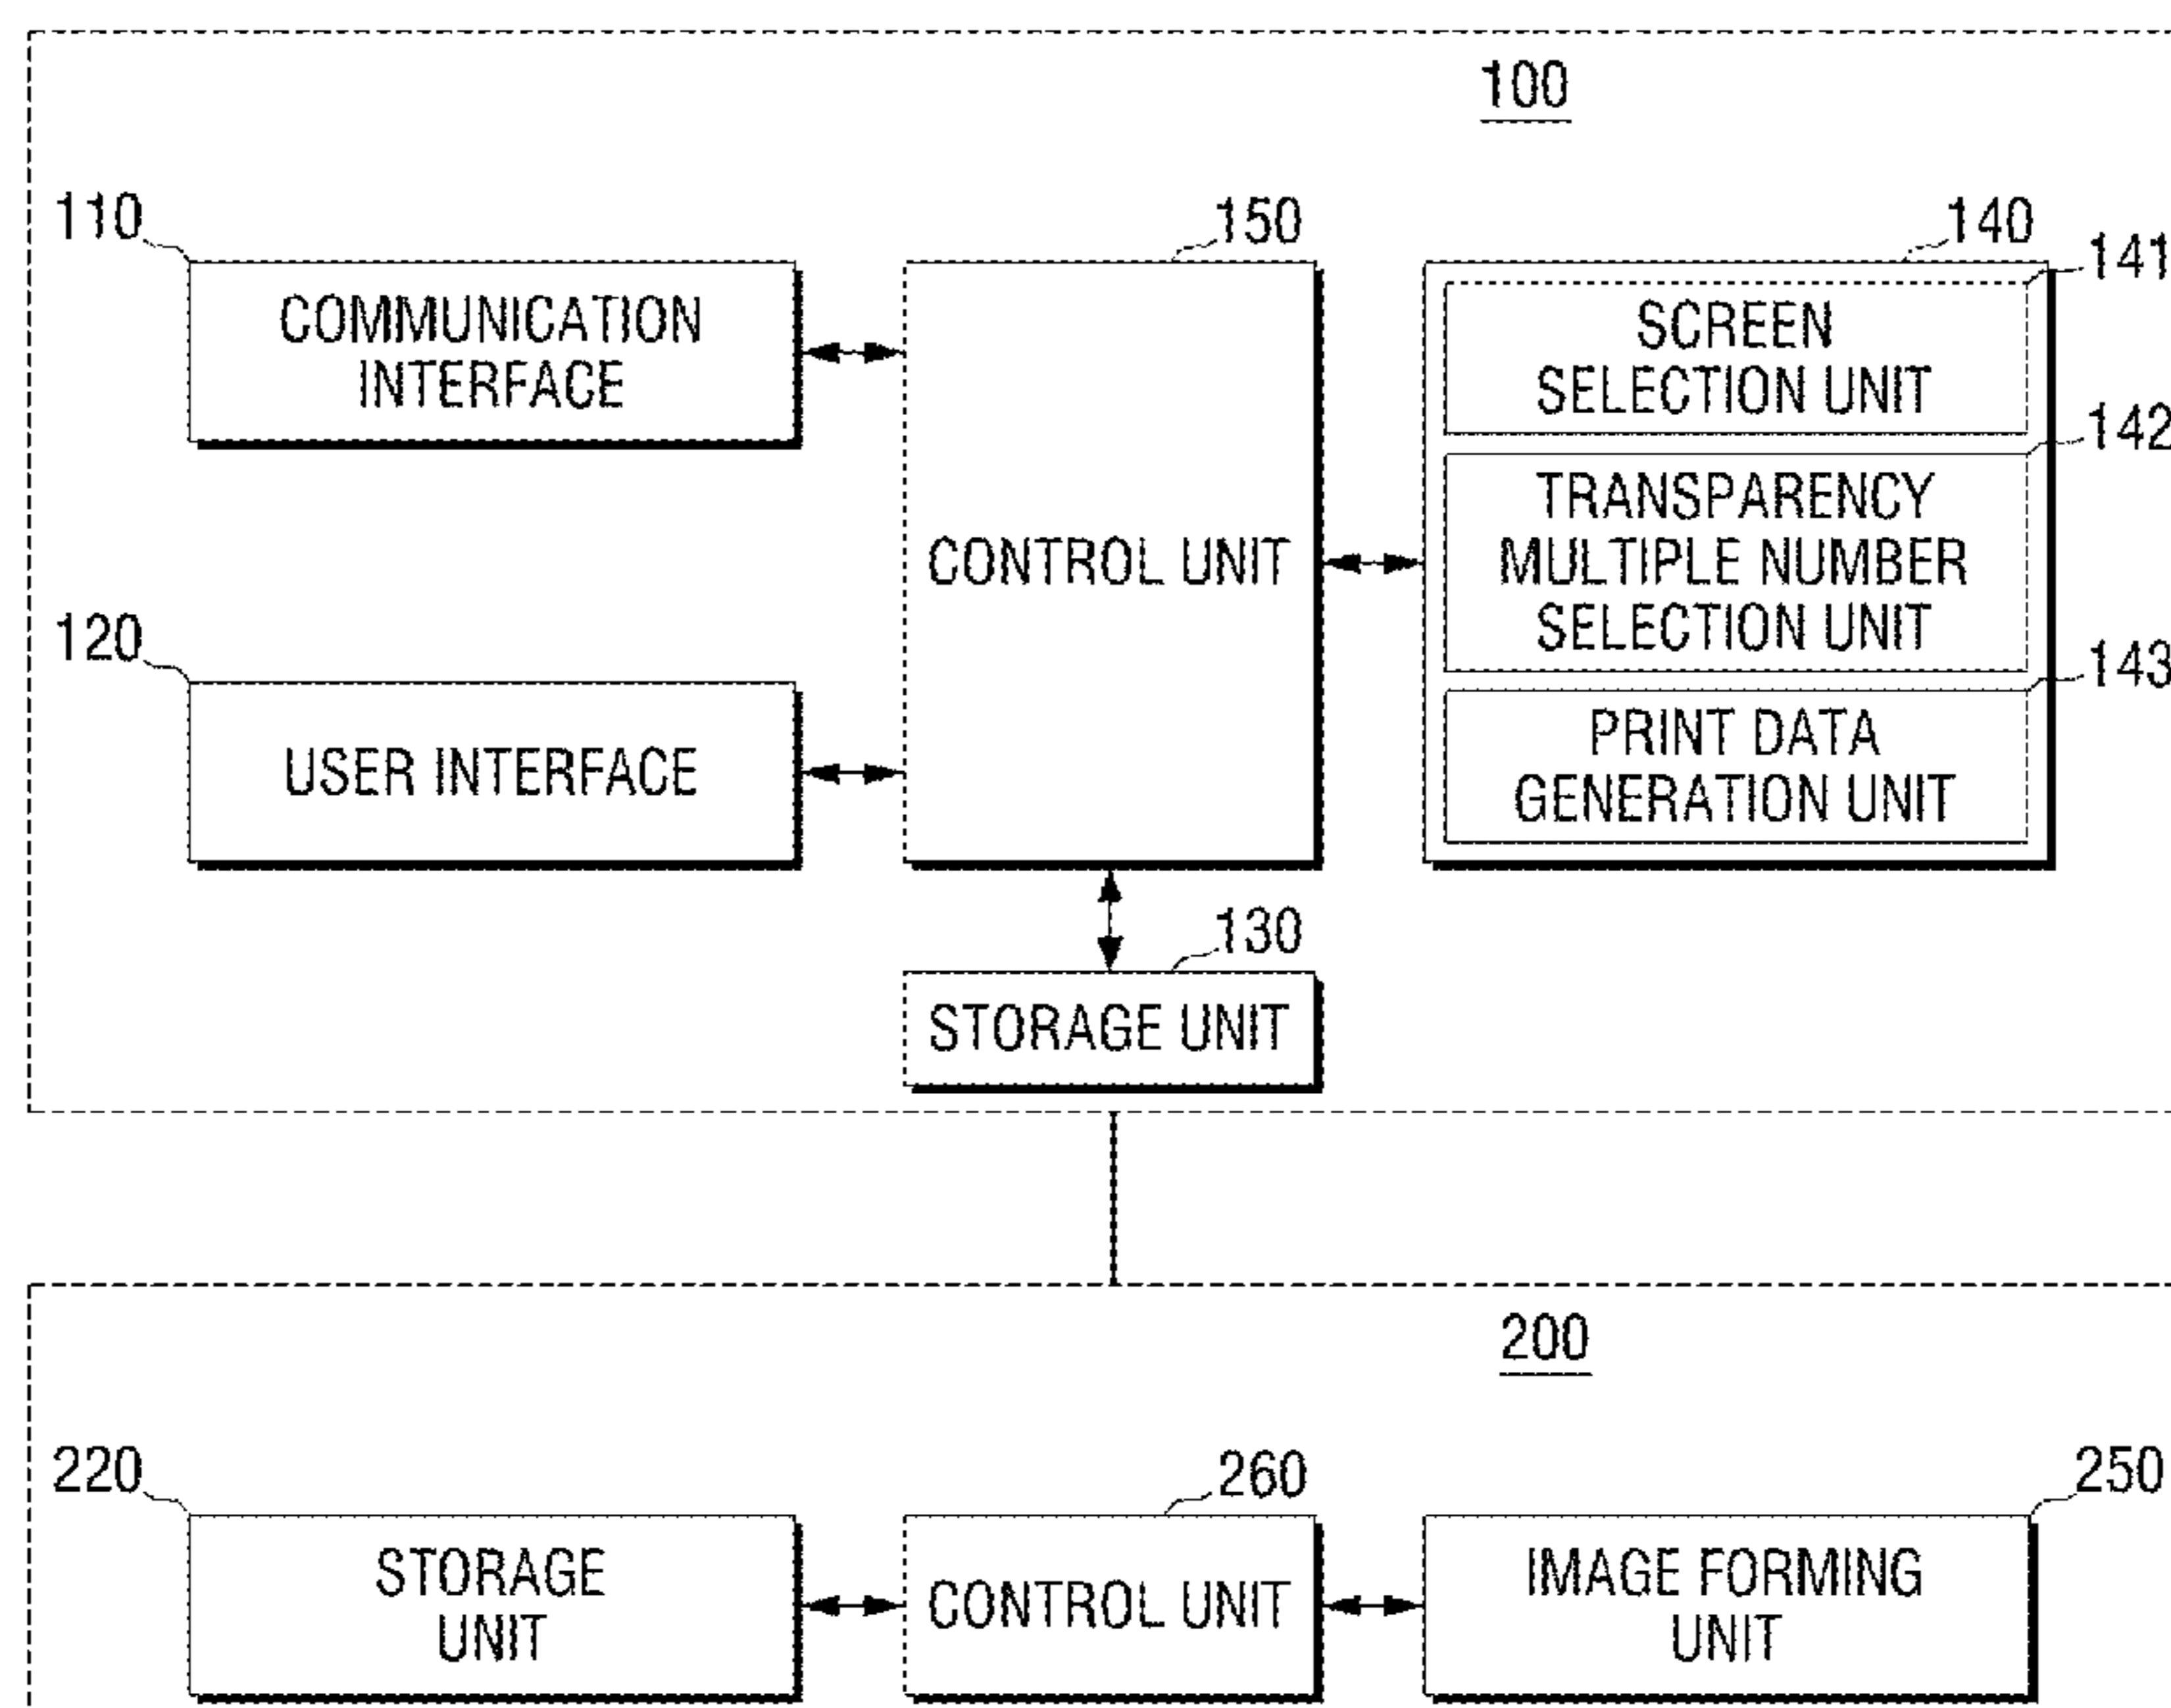 100
110
150
140
141
COMMUNICATION
INTERFACE
SCREEN
SELECTION UNIT
142
CONTROL UNIT
TRANSPARENCY
MULTIPLE NUMBER
SELECTION UNIT
120
143
USER INTERFACE
PRINT DATA
GENERATION UNIT
130
STORAGE UNIT
200
220
260
250
STORAGE
UNIT
CONTROL UNIT
IMAGE FORMING
UNIT